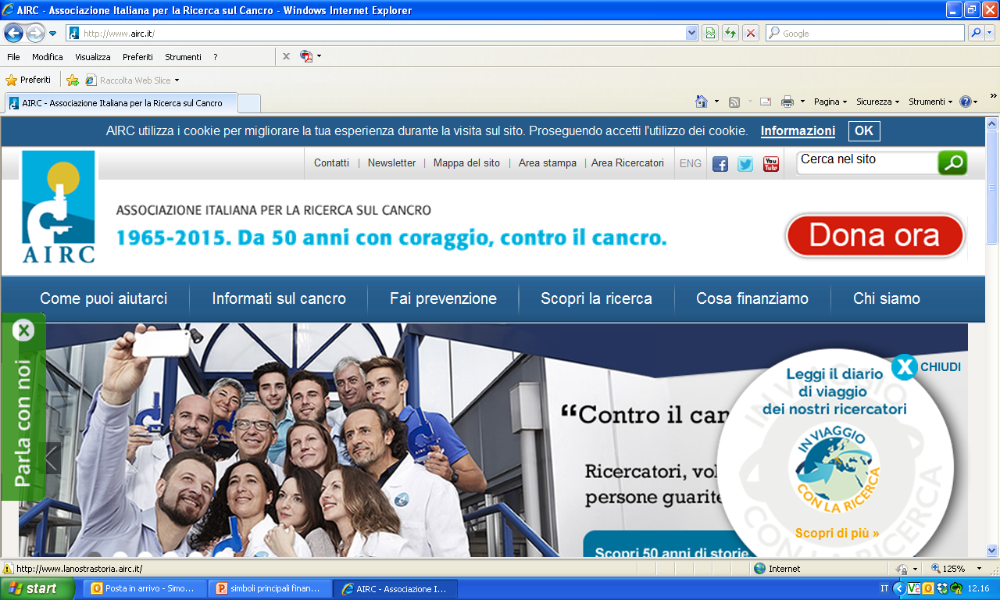 AIRC - Associazione Italiana per la Ricerca sul Cancro - Windows Internet Explorer
http://www.airc.it/
Google
File Modifica Visualizza Preferiti Strumenti ?
Preferiti Raccolta Web Slice
AIRC - Associazione Italiana per la Ricerca sul Cancro
Pagina Sicurezza Strumenti
AIRC utilizza i cookie per migliorare la tua esperienza durante la visita sul sito. Proseguendo accetti l'utilizzo dei cookie. Informazioni OK
Contatti | Newsletter | Mappa del sito | Area stampa | Area Ricercatori ENG You Tube Cerca nel sito
AIRC
ASSOCIAZIONE ITALIANA PER LA RICERCA SUL CANCRO
1965-2015. Da 50 anni con coraggio, contro il cancro.
Dona ora
Come puoi aiutarci Informati sul cancro Fai prevenzione Scopri la ricerca Cosa finanziamo Chi siamo
X
Parla con noi
“Contro il can
Ricercatori, vol
persone guarite
Scopri 50 anni di storie
X CHIUDI
Leggi il diario
di viaggio
dei nostri ricercatori
IN VIAGGIO
CON LA RICERCA
IN VIAGGIO
CON LA RICERCA
Scopri di più »
http://www.lanostrastoria.airc.it/ Internet 125%
start Posta in arrivo - Simo... simboli principali finan... AIRC - Associazione I... IT 12.16